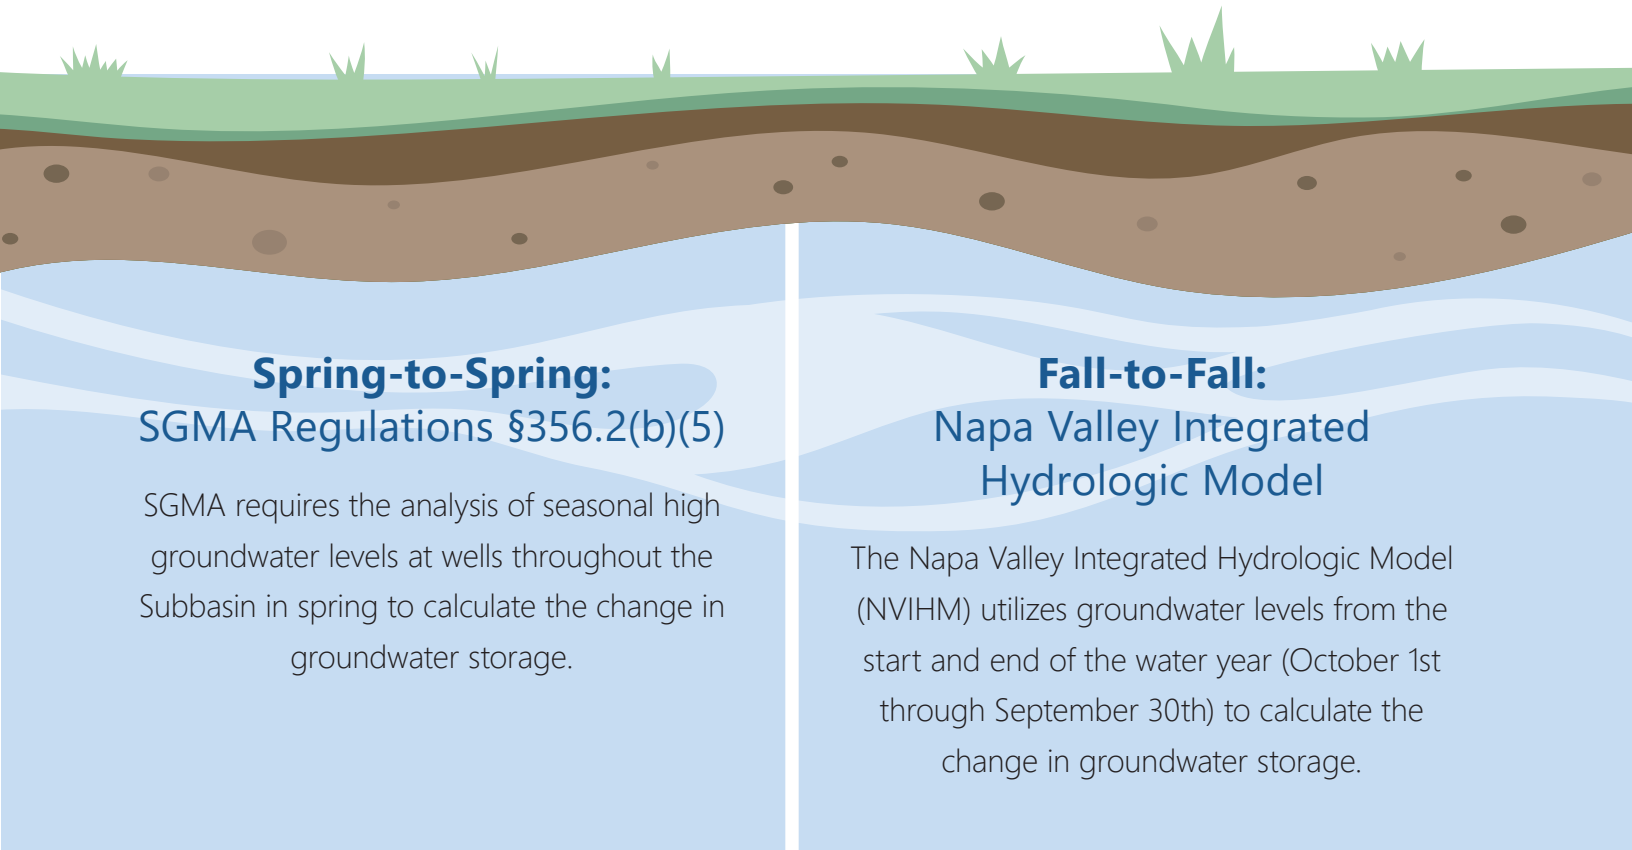 Spring-to-Spring:
SGMA Regulations §356.2(b)(5)
SGMA requires the analysis of seasonal high
groundwater levels at wells throughout the
Subbasin in spring to calculate the change in
groundwater storage.
Fall-to-Fall:
Napa Valley Integrated
Hydrologic Model
The Napa Valley Integrated Hydrologic Model
(NVIHM) utilizes groundwater levels from the
start and end of the water year (October 1st
through September 30th) to calculate the
change in groundwater storage.